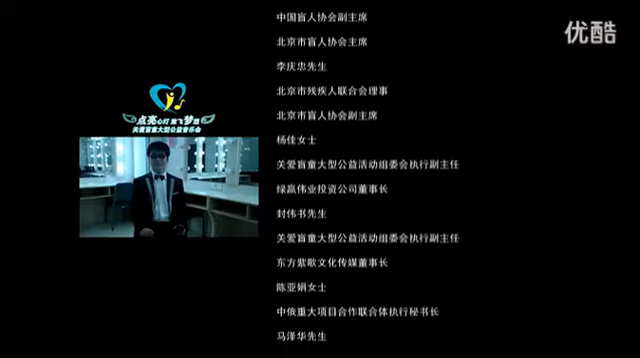 优酷
点亮心灯 放飞梦想
关爱盲童大型公益音乐会
中国盲人协会副主席
北京市盲人协会主席
李庆忠先生
北京市残疾人联合会理事
北京市盲人协会副主席
杨佳女士
关爱盲童大型公益活动组委会执行副主任
绿赢伟业投资公司董事长
封伟书先生
关爱盲童大型公益活动组委会执行副主任
东方紫歌文化传媒董事长
陈亚娟女士
中俄重大项目合作联合体执行秘书长
马泽华先生